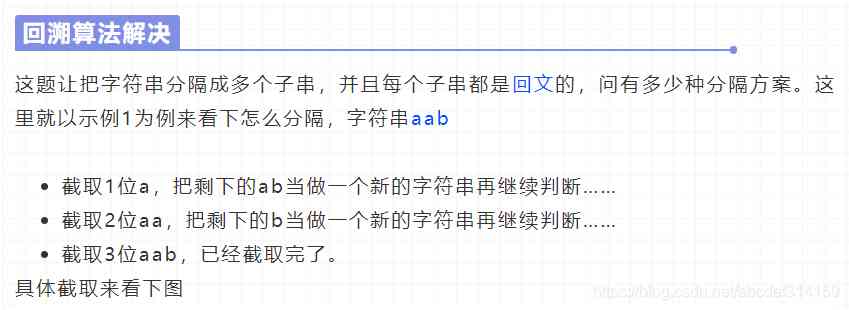 回溯算法解决
这题让把字符串分隔成多个子串，并且每个子串都是回文的，问有多少种分隔方案。这
里就以示例1为例来看下怎么分隔，字符串aab
截取1位a，把剩下的ab当做一个新的字符串再继续判断……
截取2位aa，把剩下的b当做一个新的字符串再继续判断……
截取3位aab，已经截取完了。
具体截取来看下图
https://blog.csdn.net/abcdef314159